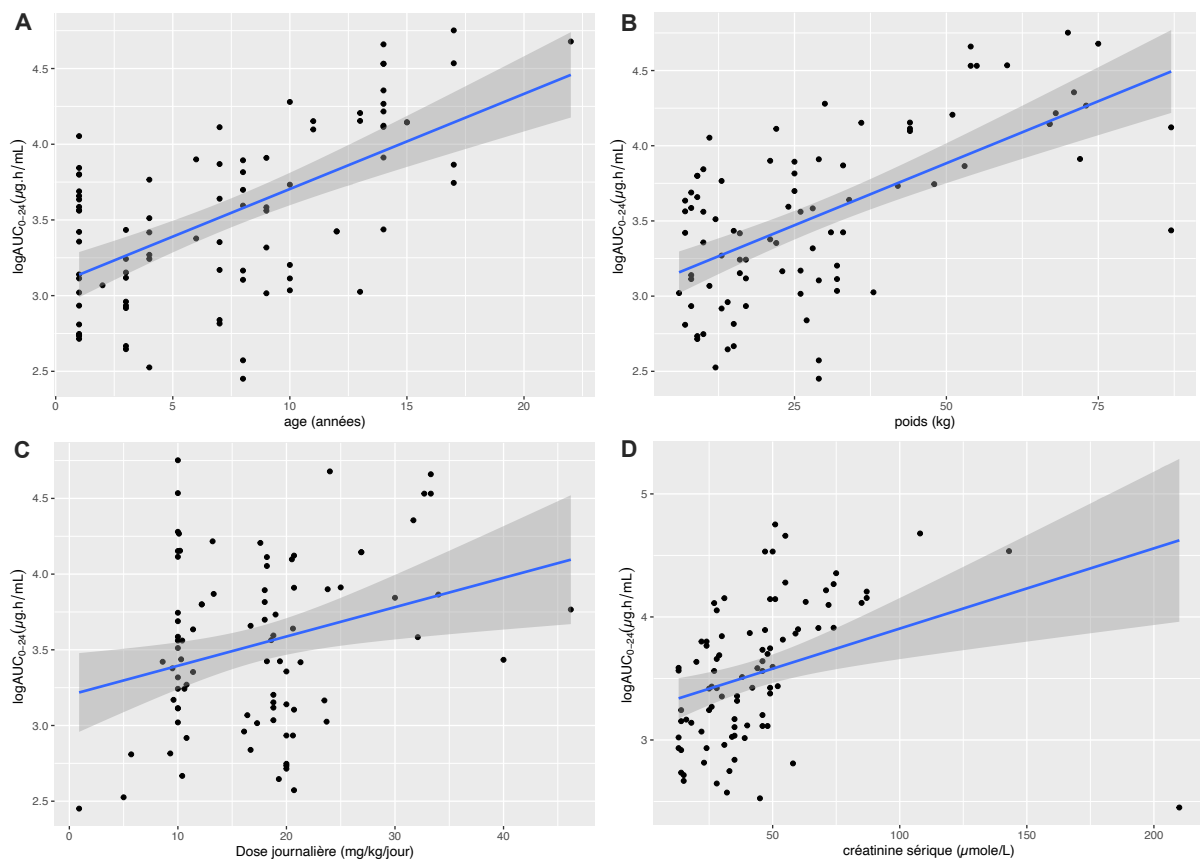 A
logAUC0−24(µg.h/mL)
4.5
4.0
3.5
3.0
2.5
0 5 10 15 20
age (années)
B
logAUC0−24(µg.h/mL)
4.5
4.0
3.5
3.0
2.5
25 50 75
poids (kg)
C
logAUC0−24(µg.h/mL)
4.5
4.0
3.5
3.0
2.5
0 10 20 30 40
Dose journalière (mg/kg/jour)
D
logAUC0−24(µg.h/mL)
5
4
3
50 100 150 200
créatinine sérique (µmole/L)